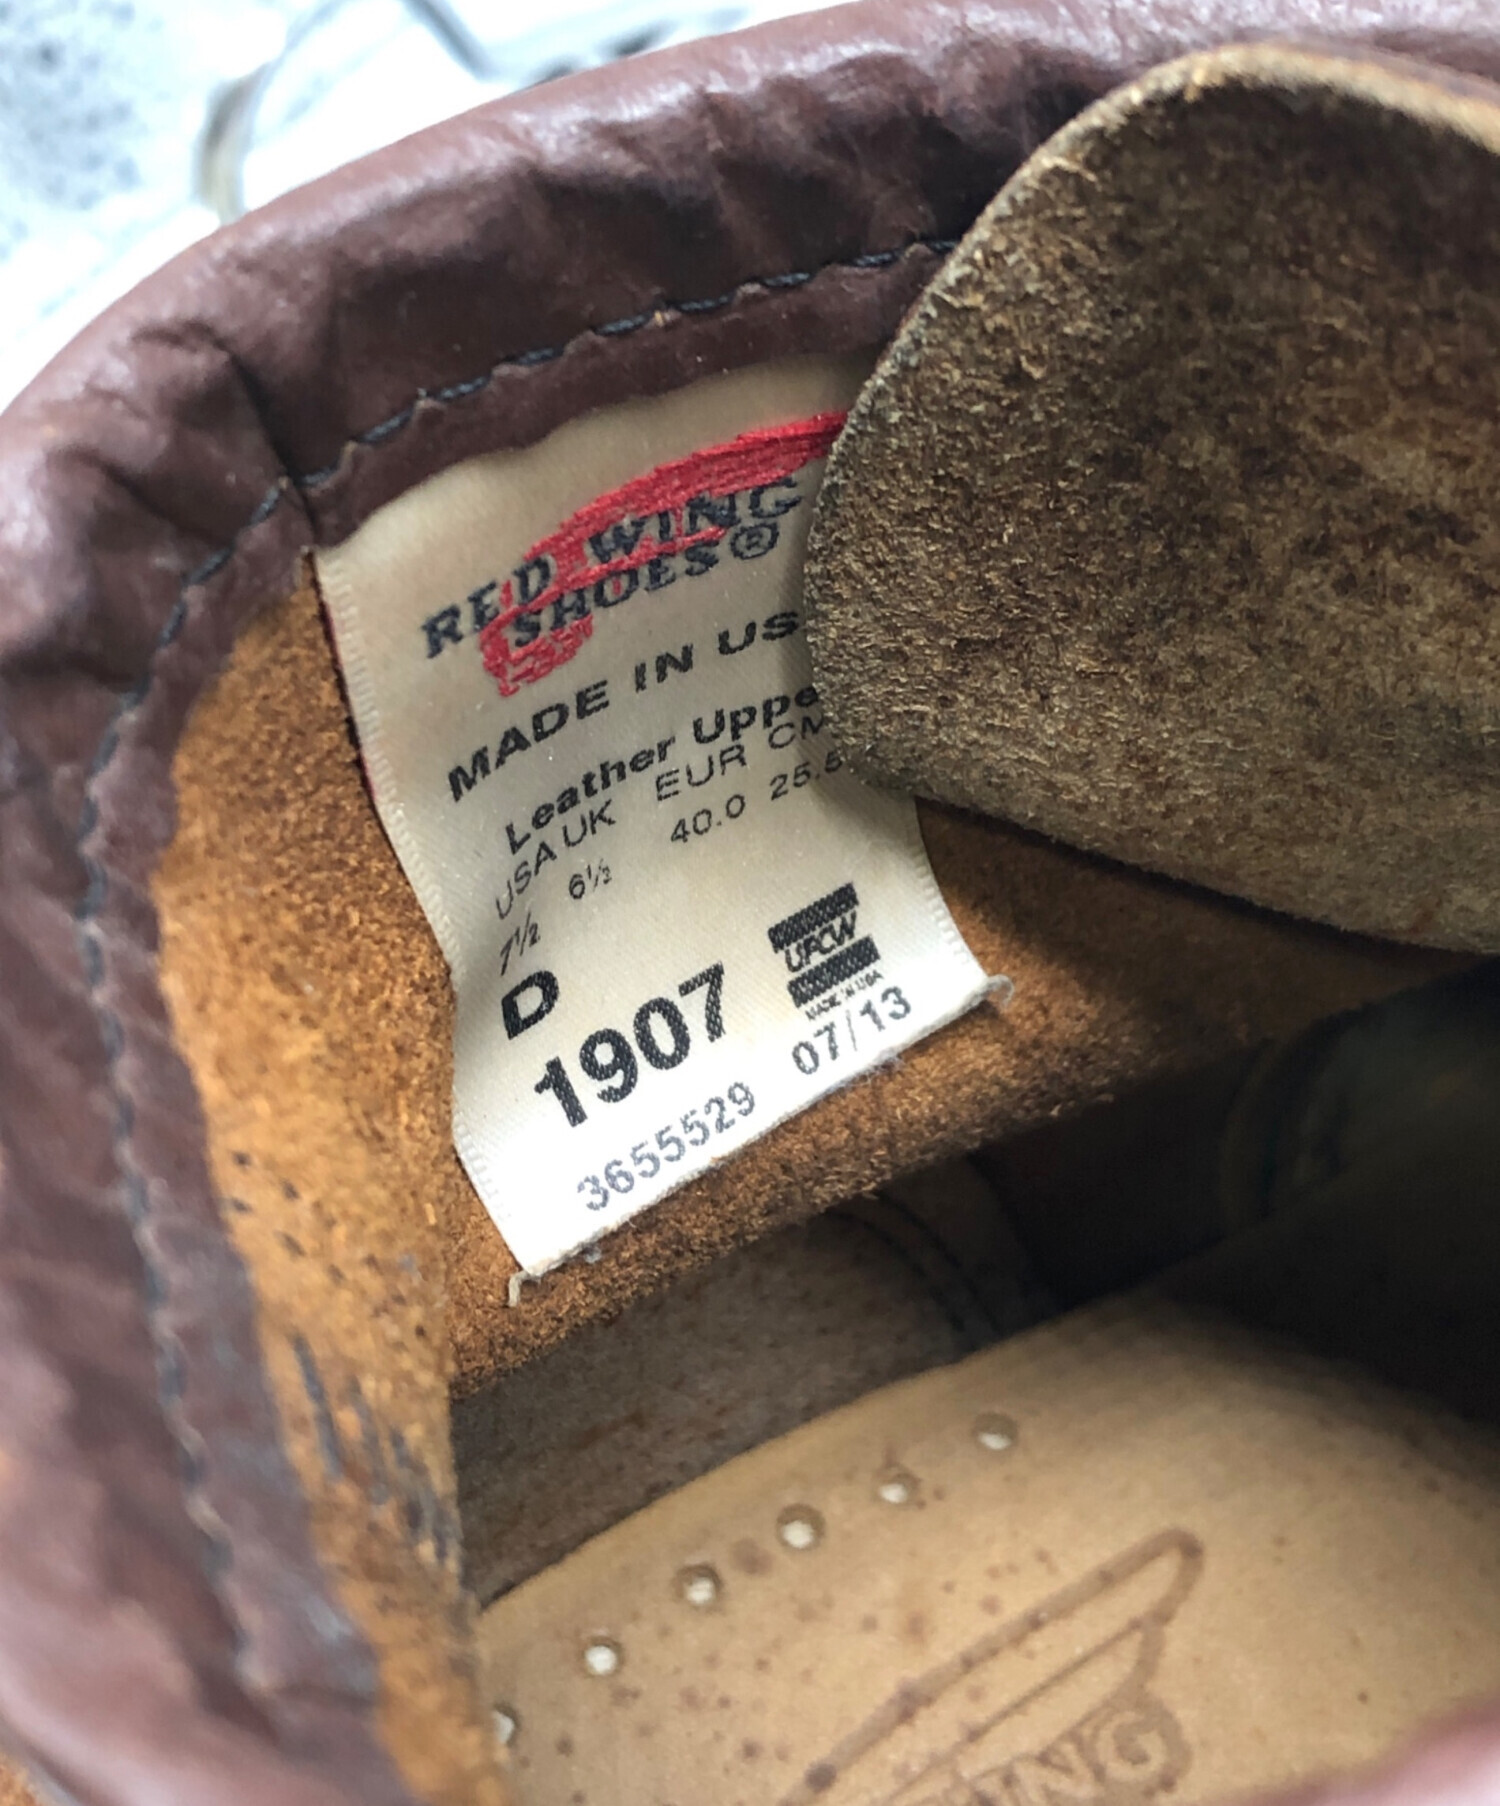 RED WING
SHOES®
MADE IN US
Leather Uppe
USA UK EUR CM
7½ 6½ 40.0 25.5
D
1907
UFCW
MADE IN USA
07/13
3655529
ING